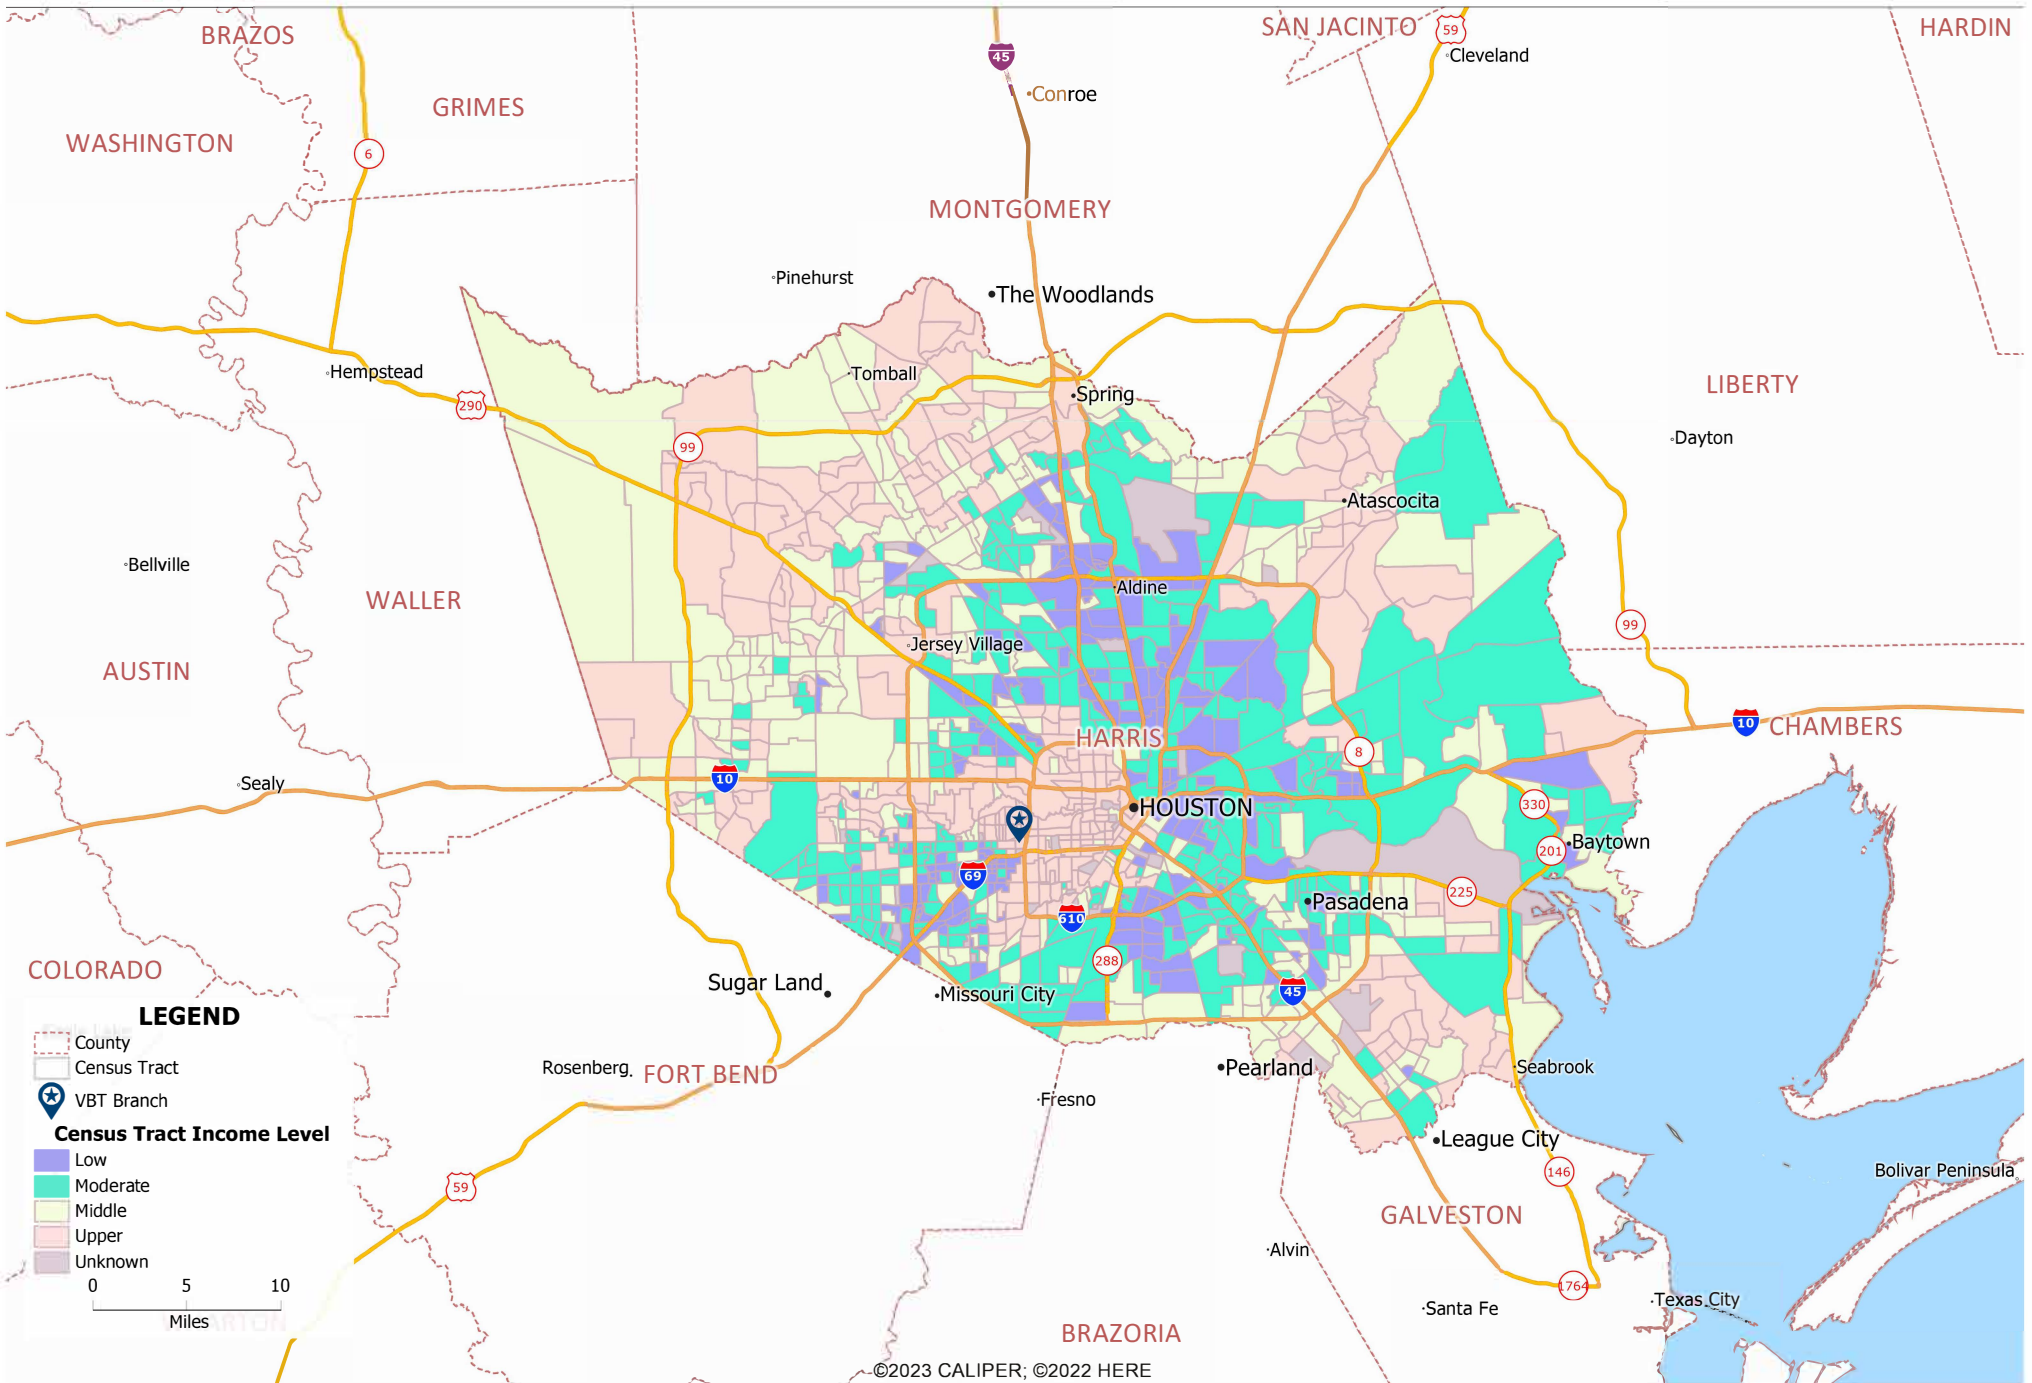 BRAZOS
SAN JACINTO
HARDIN
59
Cleveland
45
Conroe
GRIMES
WASHINGTON
6
MONTGOMERY
Pinehurst
The Woodlands
Hempstead
Tomball
LIBERTY
290
Spring
99
Dayton
Atascocita
Bellville
Aldine
WALLER
99
Jersey Village
AUSTIN
HARRIS
10
CHAMBERS
8
10
Sealy
HOUSTON
330
Baytown
201
69
225
Pasadena
610
288
COLORADO
Sugar Land
Missouri City
45
LEGEND
County
Census Tract
VBT Branch
Census Tract Income Level
Low
Moderate
Middle
Upper
Unknown
0 5 10
Miles
Rosenberg
FORT BEND
Pearland
Seabrook
Fresno
League City
146
Bolivar Peninsula
59
GALVESTON
Alvin
1764
Santa Fe
Texas City
BRAZORIA
©2023 CALIPER; ©2022 HERE